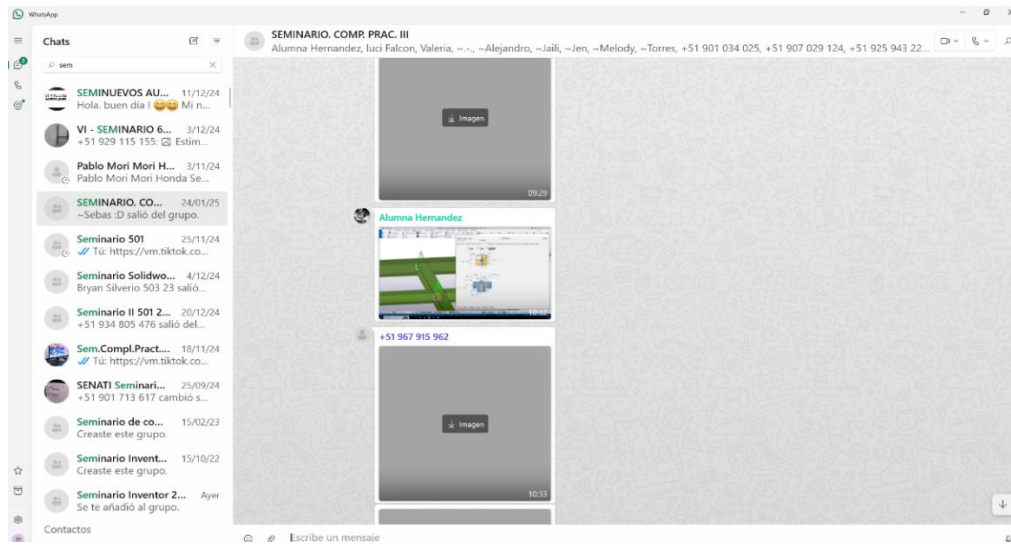 WhatsApp
Chats
sem
SEMINUEVOS AU... 11/12/24
Hola. buen día ! 😄😄 Mi n...
VI - SEMINARIO 6... 3/12/24
+51 929 115 155: Estim...
Pablo Mori Mori H... 3/11/24
Pablo Mori Mori Honda Se...
SEMINARIO. CO... 24/01/25
~Sebas :D salió del grupo.
Seminario 501 25/11/24
Tú: https://vm.tiktok.co...
Seminario Solidwo... 4/12/24
Bryan Silverio 503 23 salió...
Seminario II 501 2... 20/12/24
+51 934 805 476 salió del...
Sem.Compl.Pract.... 18/11/24
Tú: https://vm.tiktok.co...
SENATI Seminari... 25/09/24
+51 901 713 617 cambió s...
Seminario de co... 15/02/23
Creaste este grupo.
Seminario Invent... 15/10/22
Creaste este grupo.
Seminario Inventor 2... Ayer
Se te añadió al grupo.
Contactos
SEMINARIO. COMP. PRAC. III
Alumna Hernandez, luci Falcon, Valeria, ~.-., ~Alejandro, ~Jaili, ~Jen, ~Melody, ~Torres, +51 901 034 025, +51 907 029 124, +51 925 943 22...
Imagen
09:29
Alumna Hernandez
10:32
+51 967 915 962
Imagen
10:33
Escribe un mensaje